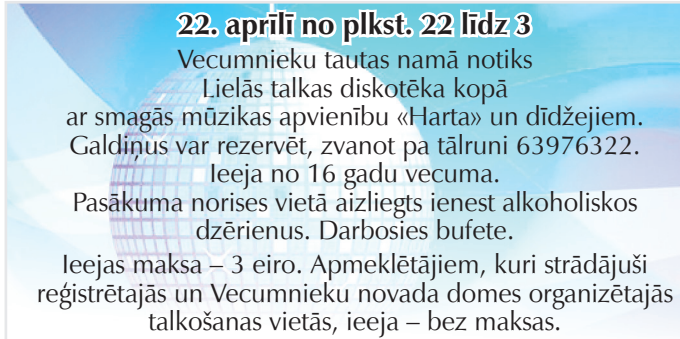 22. aprīlī no plkst. 22 līdz 3
Vecumnieku tautas namā notiks
Lielās talkas diskotēka kopā
ar smagās mūzikas apvienību «Harta» un dīdžejiem.
Galdiņus var rezervēt, zvanot pa tālruni 63976322.
Ieeja no 16 gadu vecuma.
Pasākuma norises vietā aizliegts ienest alkoholiskos
dzērienus. Darbosies bufete.
Ieejas maksa – 3 eiro. Apmeklētājiem, kuri strādājuši
reģistrētajās un Vecumnieku novada domes organizētajās
talkošanas vietās, ieeja – bez maksas.